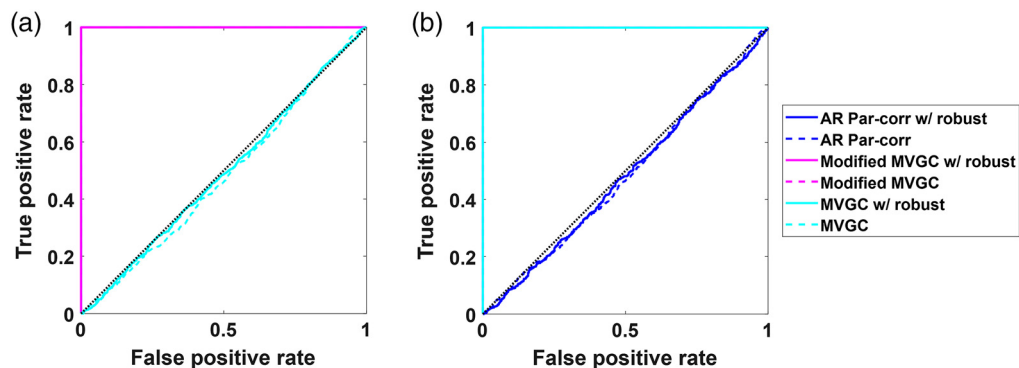 (a)
1
0.8
0.6
0.4
0.2
0
0 0.5 1
True positive rate
False positive rate
(b)
1
0.8
0.6
0.4
0.2
0
0 0.5 1
True positive rate
False positive rate
AR Par-corr w/ robust
AR Par-corr
Modified MVGC w/ robust
Modified MVGC
MVGC w/ robust
MVGC